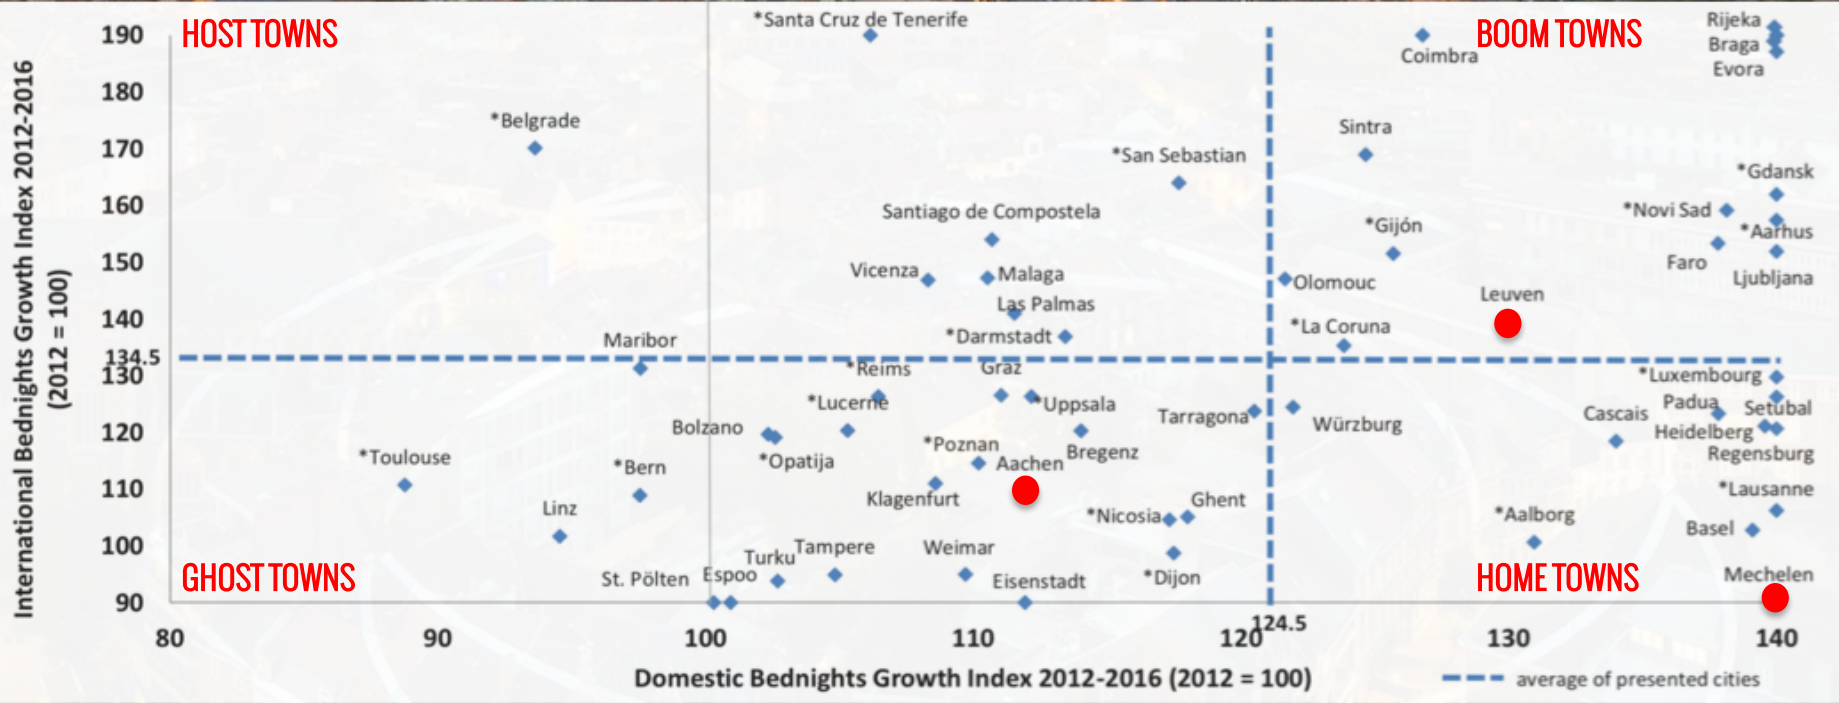 HOST TOWNS
BOOM TOWNS
GHOST TOWNS
HOME TOWNS
International Bednights Growth Index 2012-2016
(2012 = 100)
190
180
170
160
150
140
134.5
130
120
110
100
90
*Santa Cruz de Tenerife
Coimbra
Rijeka
Braga
Evora
*Belgrade
Sintra
*San Sebastian
*Gdansk
Santiago de Compostela
*Novi Sad
*Gijón
*Aarhus
Faro
Vicenza
Malaga
Olomouc
Ljubljana
Leuven
Las Palmas
*La Coruna
*Darmstadt
Maribor
*Reims
Graz
*Luxembourg
*Lucerne
*Uppsala
Padua
Setubal
Tarragona
Cascais
Würzburg
Bolzano
Heidelberg
*Poznan
Bregenz
Regensburg
*Toulouse
*Opatija
Aachen
*Bern
*Lausanne
Klagenfurt
Ghent
Linz
*Nicosia
*Aalborg
Basel
Turku
Tampere
Weimar
St. Pölten
Espoo
Eisenstadt
*Dijon
Mechelen
80
90
100
110
120
124.5
130
140
Domestic Bednights Growth Index 2012-2016 (2012 = 100)
average of presented cities